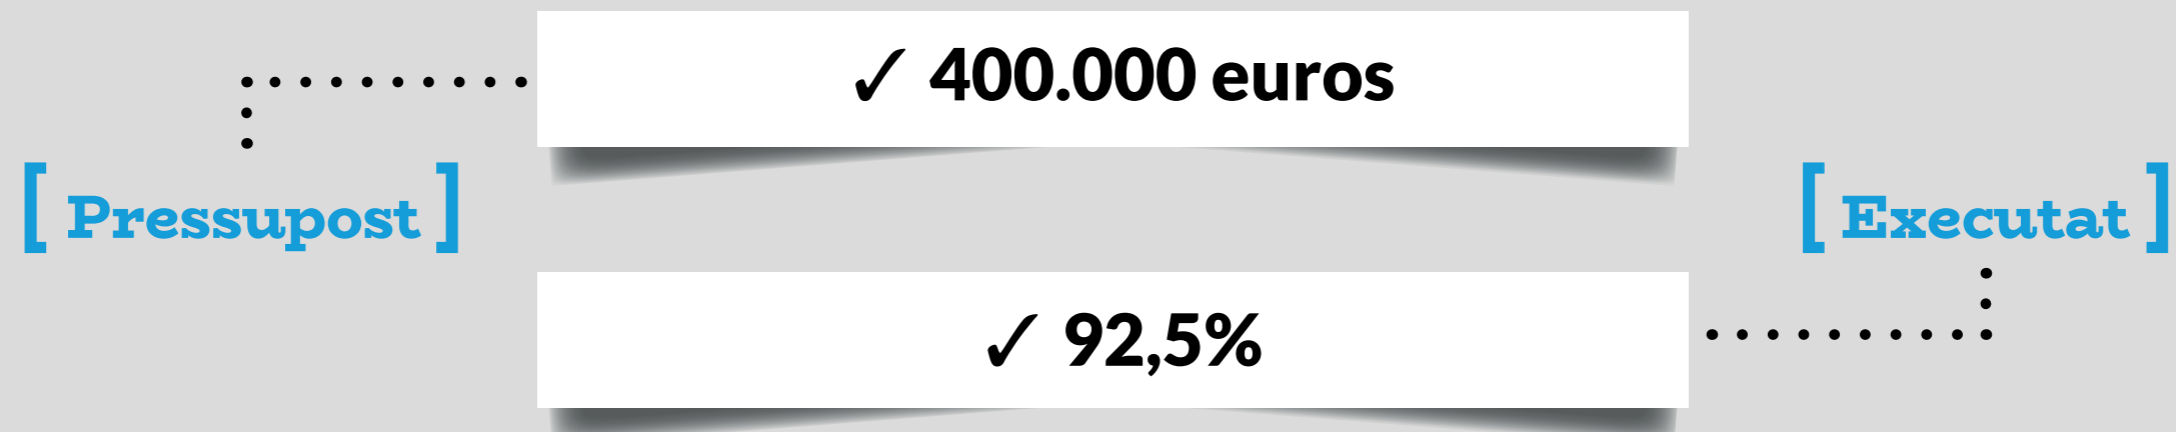 ✓ 400.000 euros
[ Pressupost ]
[ Executat ]
✓ 92,5%